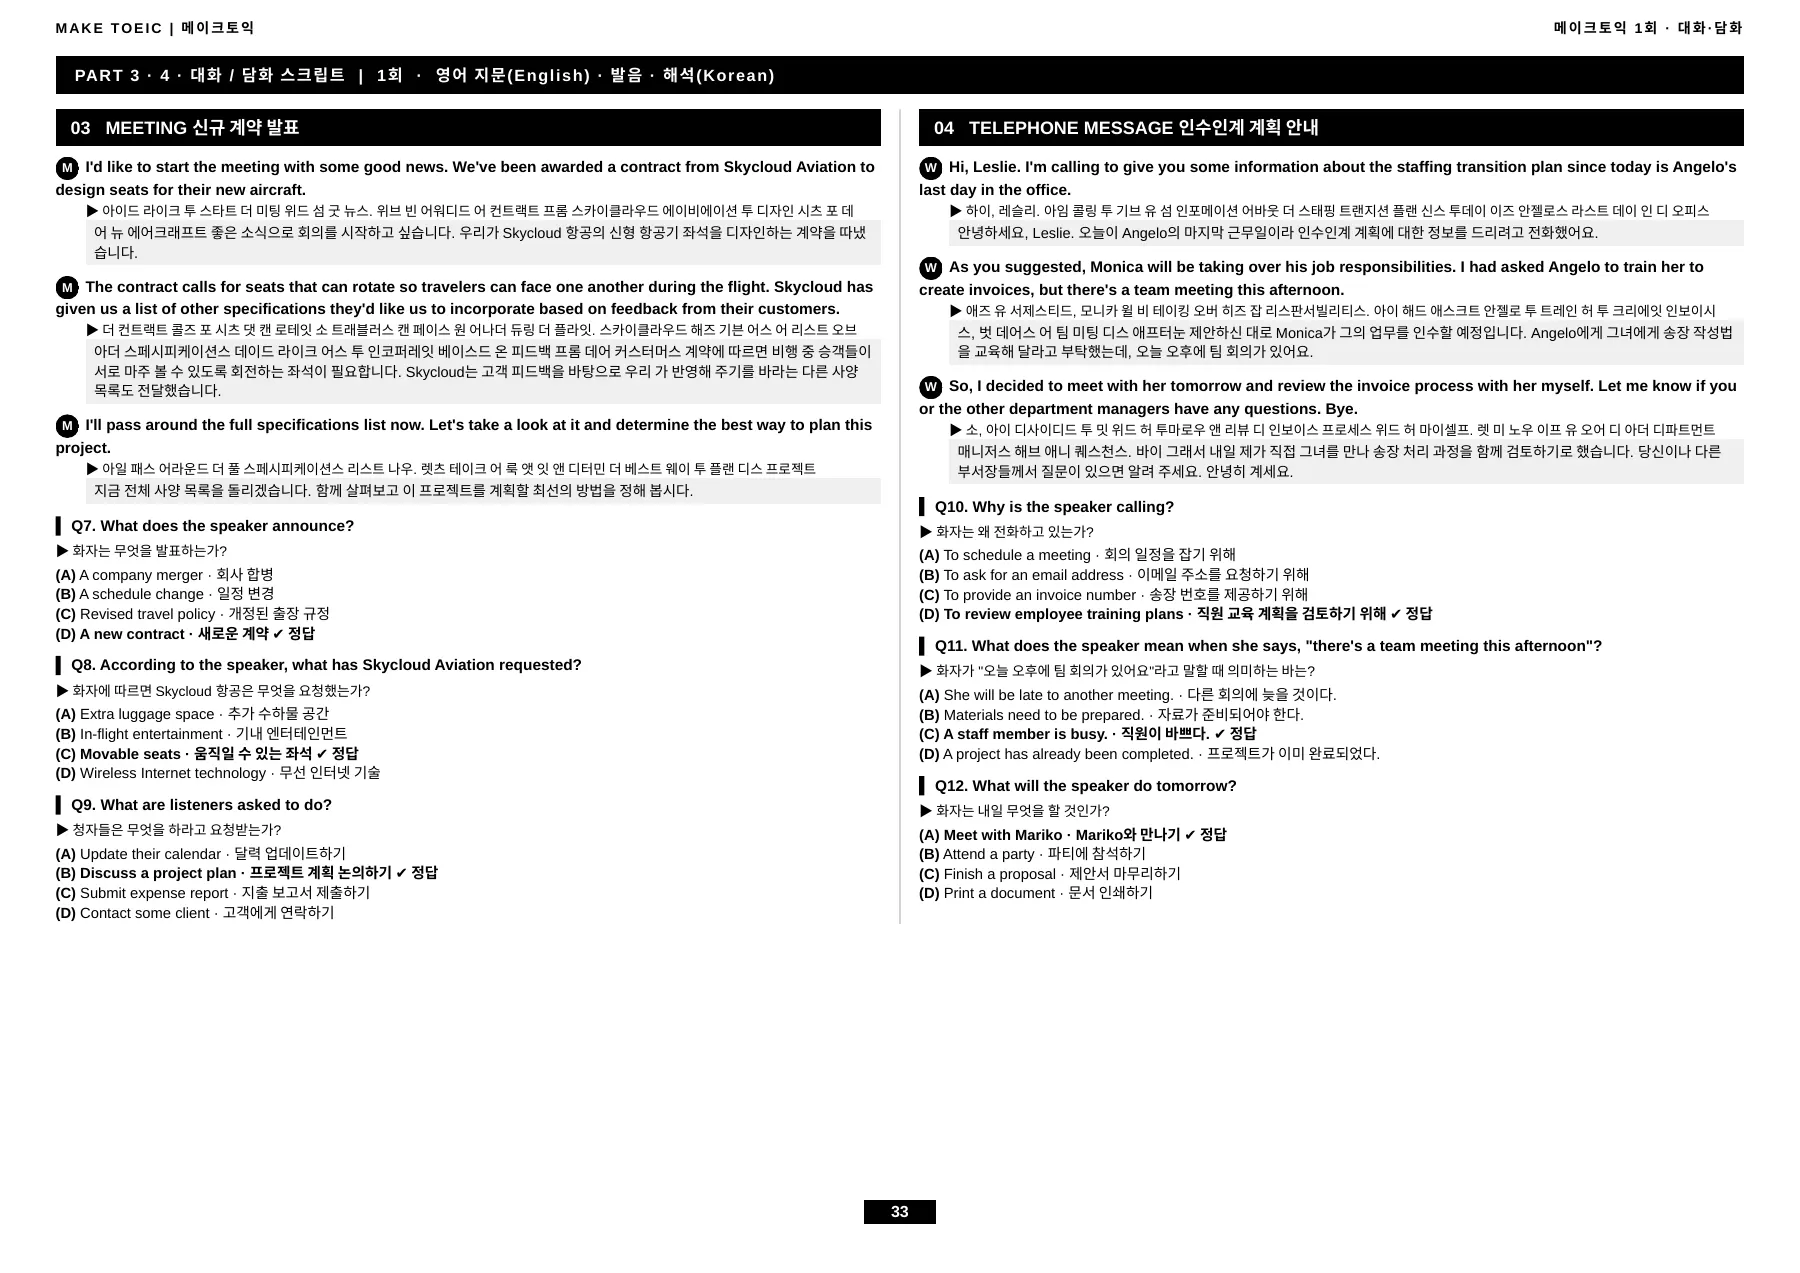 MAKE TOEIC | 메이크토익
메이크토익 1회 · 대화·담화
PART 3 · 4 · 대화 / 담화 스크립트 | 1회 · 영어 지문(English) · 발음 · 해석(Korean)
03 MEETING 신규 계약 발표
M I'd like to start the meeting with some good news. We've been awarded a contract from Skycloud Aviation to
design seats for their new aircraft.
▶ 아이드 라이크 투 스타트 더 미팅 위드 섬 굿 뉴스. 위브 빈 어워디드 어 컨트랙트 프롬 스카이클라우드 에이비에이션 투 디자인 시츠 포 데
어 뉴 에어크래프트 좋은 소식으로 회의를 시작하고 싶습니다. 우리가 Skycloud 항공의 신형 항공기 좌석을 디자인하는 계약을 따냈
습니다.
M The contract calls for seats that can rotate so travelers can face one another during the flight. Skycloud has
given us a list of other specifications they'd like us to incorporate based on feedback from their customers.
▶ 더 컨트랙트 콜즈 포 시츠 댓 캔 로테잇 소 트래블러스 캔 페이스 원 어나더 듀링 더 플라잇. 스카이클라우드 해즈 기븐 어스 어 리스트 오브
아더 스페시피케이션스 데이드 라이크 어스 투 인코퍼레잇 베이스드 온 피드백 프롬 데어 커스터머스 계약에 따르면 비행 중 승객들이
서로 마주 볼 수 있도록 회전하는 좌석이 필요합니다. Skycloud는 고객 피드백을 바탕으로 우리 가 반영해 주기를 바라는 다른 사양
목록도 전달했습니다.
M I'll pass around the full specifications list now. Let's take a look at it and determine the best way to plan this
project.
▶ 아일 패스 어라운드 더 풀 스페시피케이션스 리스트 나우. 렛츠 테이크 어 룩 앳 잇 앤 디터민 더 베스트 웨이 투 플랜 디스 프로젝트
지금 전체 사양 목록을 돌리겠습니다. 함께 살펴보고 이 프로젝트를 계획할 최선의 방법을 정해 봅시다.
Q7. What does the speaker announce?
▶ 화자는 무엇을 발표하는가?
(A) A company merger · 회사 합병
(B) A schedule change · 일정 변경
(C) Revised travel policy · 개정된 출장 규정
(D) A new contract · 새로운 계약 ✔ 정답
Q8. According to the speaker, what has Skycloud Aviation requested?
▶ 화자에 따르면 Skycloud 항공은 무엇을 요청했는가?
(A) Extra luggage space · 추가 수하물 공간
(B) In-flight entertainment · 기내 엔터테인먼트
(C) Movable seats · 움직일 수 있는 좌석 ✔ 정답
(D) Wireless Internet technology · 무선 인터넷 기술
Q9. What are listeners asked to do?
▶ 청자들은 무엇을 하라고 요청받는가?
(A) Update their calendar · 달력 업데이트하기
(B) Discuss a project plan · 프로젝트 계획 논의하기 ✔ 정답
(C) Submit expense report · 지출 보고서 제출하기
(D) Contact some client · 고객에게 연락하기
04 TELEPHONE MESSAGE 인수인계 계획 안내
W Hi, Leslie. I'm calling to give you some information about the staffing transition plan since today is Angelo's
last day in the office.
▶ 하이, 레슬리. 아임 콜링 투 기브 유 섬 인포메이션 어바웃 더 스태핑 트랜지션 플랜 신스 투데이 이즈 안젤로스 라스트 데이 인 디 오피스
안녕하세요, Leslie. 오늘이 Angelo의 마지막 근무일이라 인수인계 계획에 대한 정보를 드리려고 전화했어요.
W As you suggested, Monica will be taking over his job responsibilities. I had asked Angelo to train her to
create invoices, but there's a team meeting this afternoon.
▶ 애즈 유 서제스티드, 모니카 윌 비 테이킹 오버 히즈 잡 리스판서빌리티스. 아이 해드 애스크트 안젤로 투 트레인 허 투 크리에잇 인보이시
스, 벗 데어스 어 팀 미팅 디스 애프터눈 제안하신 대로 Monica가 그의 업무를 인수할 예정입니다. Angelo에게 그녀에게 송장 작성법
을 교육해 달라고 부탁했는데, 오늘 오후에 팀 회의가 있어요.
W So, I decided to meet with her tomorrow and review the invoice process with her myself. Let me know if you
or the other department managers have any questions. Bye.
▶ 소, 아이 디사이디드 투 밋 위드 허 투마로우 앤 리뷰 디 인보이스 프로세스 위드 허 마이셀프. 렛 미 노우 이프 유 오어 디 아더 디파트먼트
매니저스 해브 애니 퀘스천스. 바이 그래서 내일 제가 직접 그녀를 만나 송장 처리 과정을 함께 검토하기로 했습니다. 당신이나 다른
부서장들께서 질문이 있으면 알려 주세요. 안녕히 계세요.
Q10. Why is the speaker calling?
▶ 화자는 왜 전화하고 있는가?
(A) To schedule a meeting · 회의 일정을 잡기 위해
(B) To ask for an email address · 이메일 주소를 요청하기 위해
(C) To provide an invoice number · 송장 번호를 제공하기 위해
(D) To review employee training plans · 직원 교육 계획을 검토하기 위해 ✔ 정답
Q11. What does the speaker mean when she says, "there's a team meeting this afternoon"?
▶ 화자가 "오늘 오후에 팀 회의가 있어요"라고 말할 때 의미하는 바는?
(A) She will be late to another meeting. · 다른 회의에 늦을 것이다.
(B) Materials need to be prepared. · 자료가 준비되어야 한다.
(C) A staff member is busy. · 직원이 바쁘다. ✔ 정답
(D) A project has already been completed. · 프로젝트가 이미 완료되었다.
Q12. What will the speaker do tomorrow?
▶ 화자는 내일 무엇을 할 것인가?
(A) Meet with Mariko · Mariko와 만나기 ✔ 정답
(B) Attend a party · 파티에 참석하기
(C) Finish a proposal · 제안서 마무리하기
(D) Print a document · 문서 인쇄하기
33